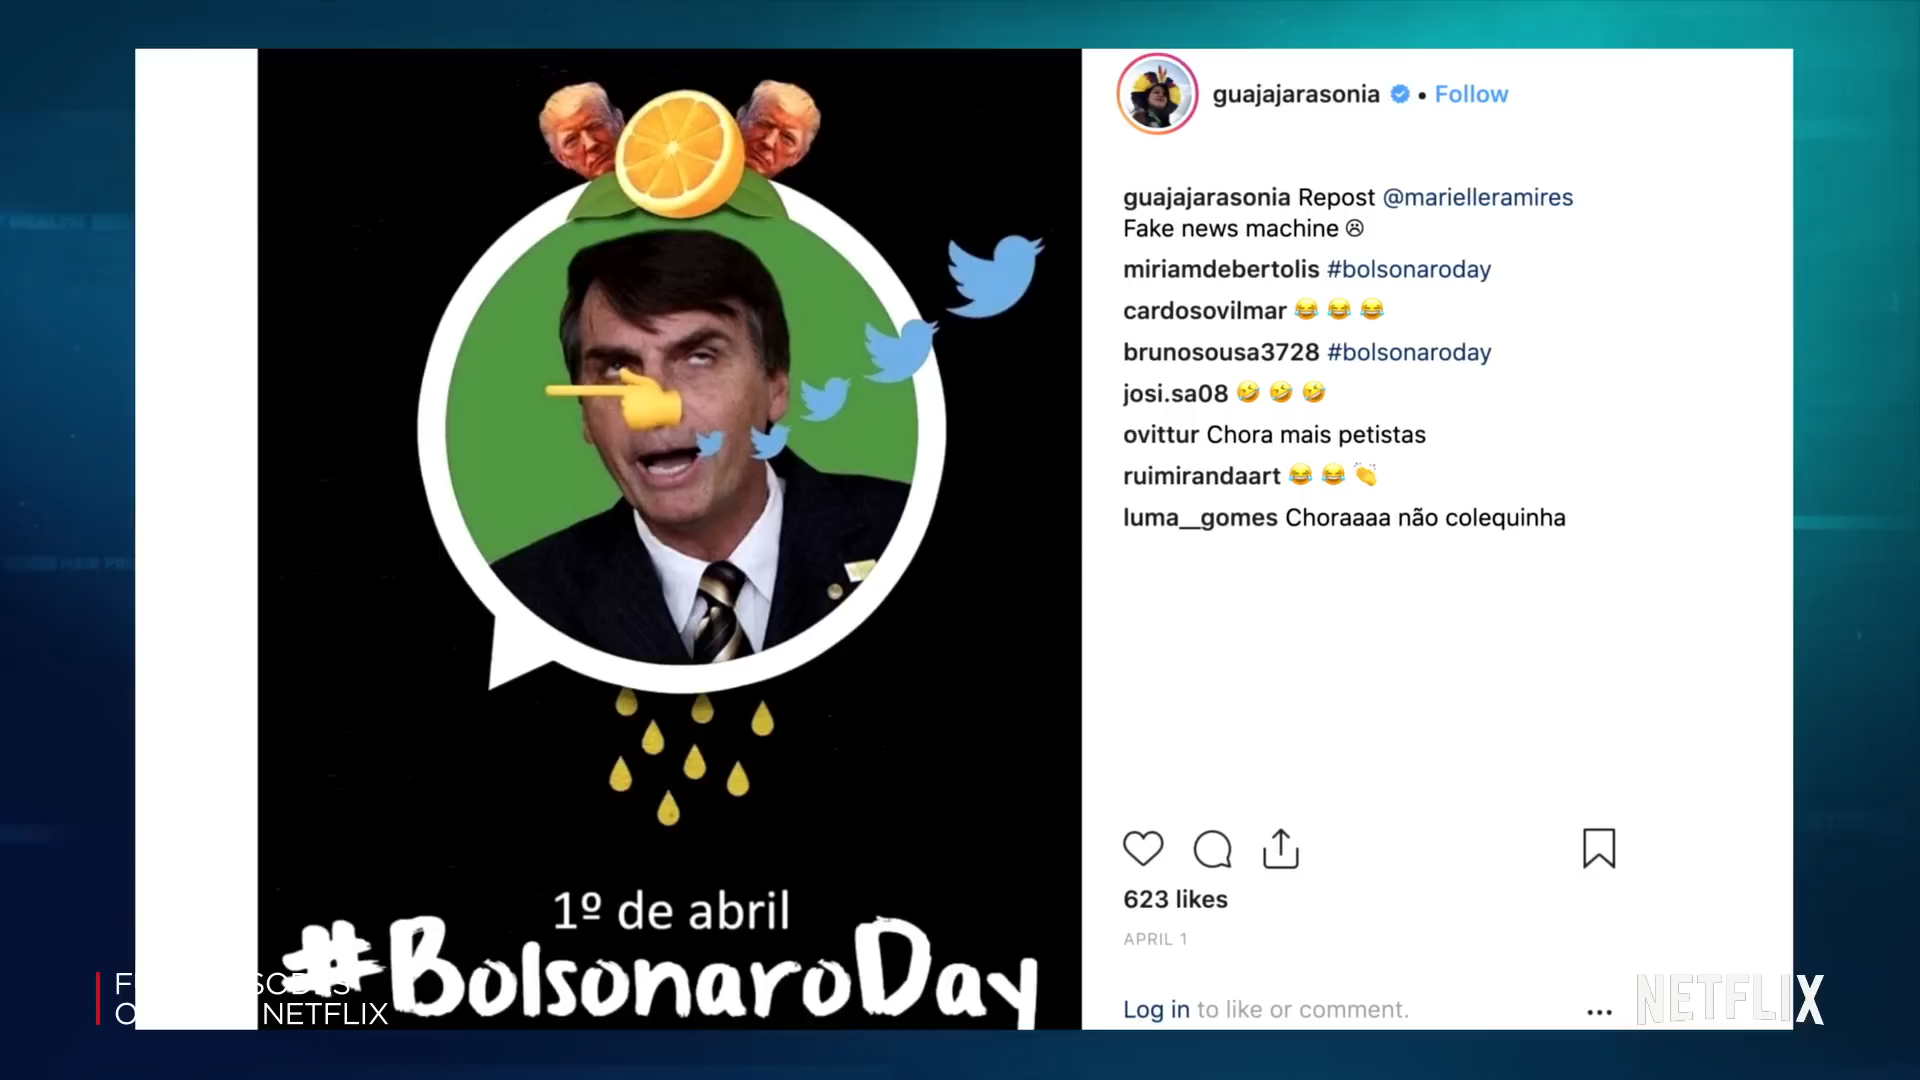 guajajarasonia • Follow
guajajarasonia Repost @marielleramires
Fake news machine ☹
miriamdebertolis #bolsonaroday
cardosovilmar 😂 😂 😂
brunosousa3728 #bolsonaroday
josi.sa08 🤣 🤣 🤣
ovittur Chora mais petistas
ruimirandaart 😂 😂 👏
luma__gomes Choraaaa não colequinha
623 likes
APRIL 1
Log in to like or comment.
1º de abril
#BolsonaroDay
NETFLIX
NETFLIX